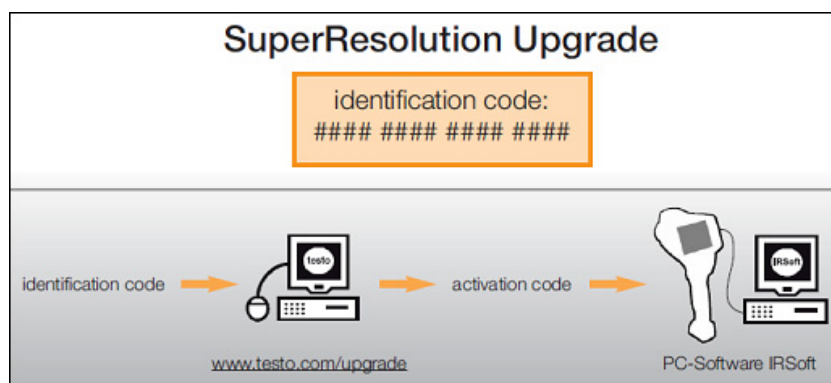 SuperResolution Upgrade
identification code:
#### #### #### ####
testo
IRSoft
identification code
activation code
www.testo.com/upgrade
PC-Software IRSoft